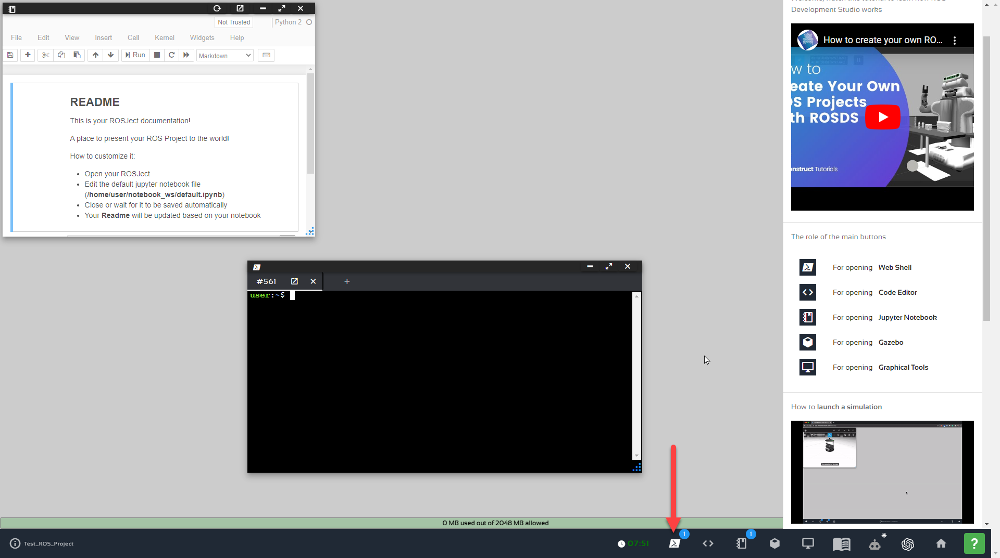 Not Trusted
Python 2
File Edit View Insert Cell Kernel Widgets Help
Run
Markdown
README
This is your ROSJect documentation!
A place to present your ROS Project to the world!
How to customize it:
Open your ROSJect
Edit the default jupyter notebook file
(/home/user/notebook_ws/default.ipynb)
Close or wait for it to be saved automatically
Your Readme will be updated based on your notebook
#561
+
user:~$
0 MB used out of 2048 MB allowed
Test_ROS_Project
07:51
1
1
?
Development Studio works
How to create your own RO...
w to
eate Your Own
S Projects
th ROSDS
onstruct Tutorials
The role of the main buttons
For opening Web Shell
For opening Code Editor
For opening Jupyter Notebook
For opening Gazebo
For opening Graphical Tools
How to launch a simulation